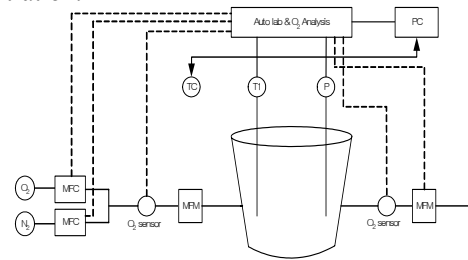 Auto lab & O₂ Analysis
PC
TC
T1
P
O₂
MFC
N₂
MFC
O₂ sensor
MFM
O₂ sensor
MFM